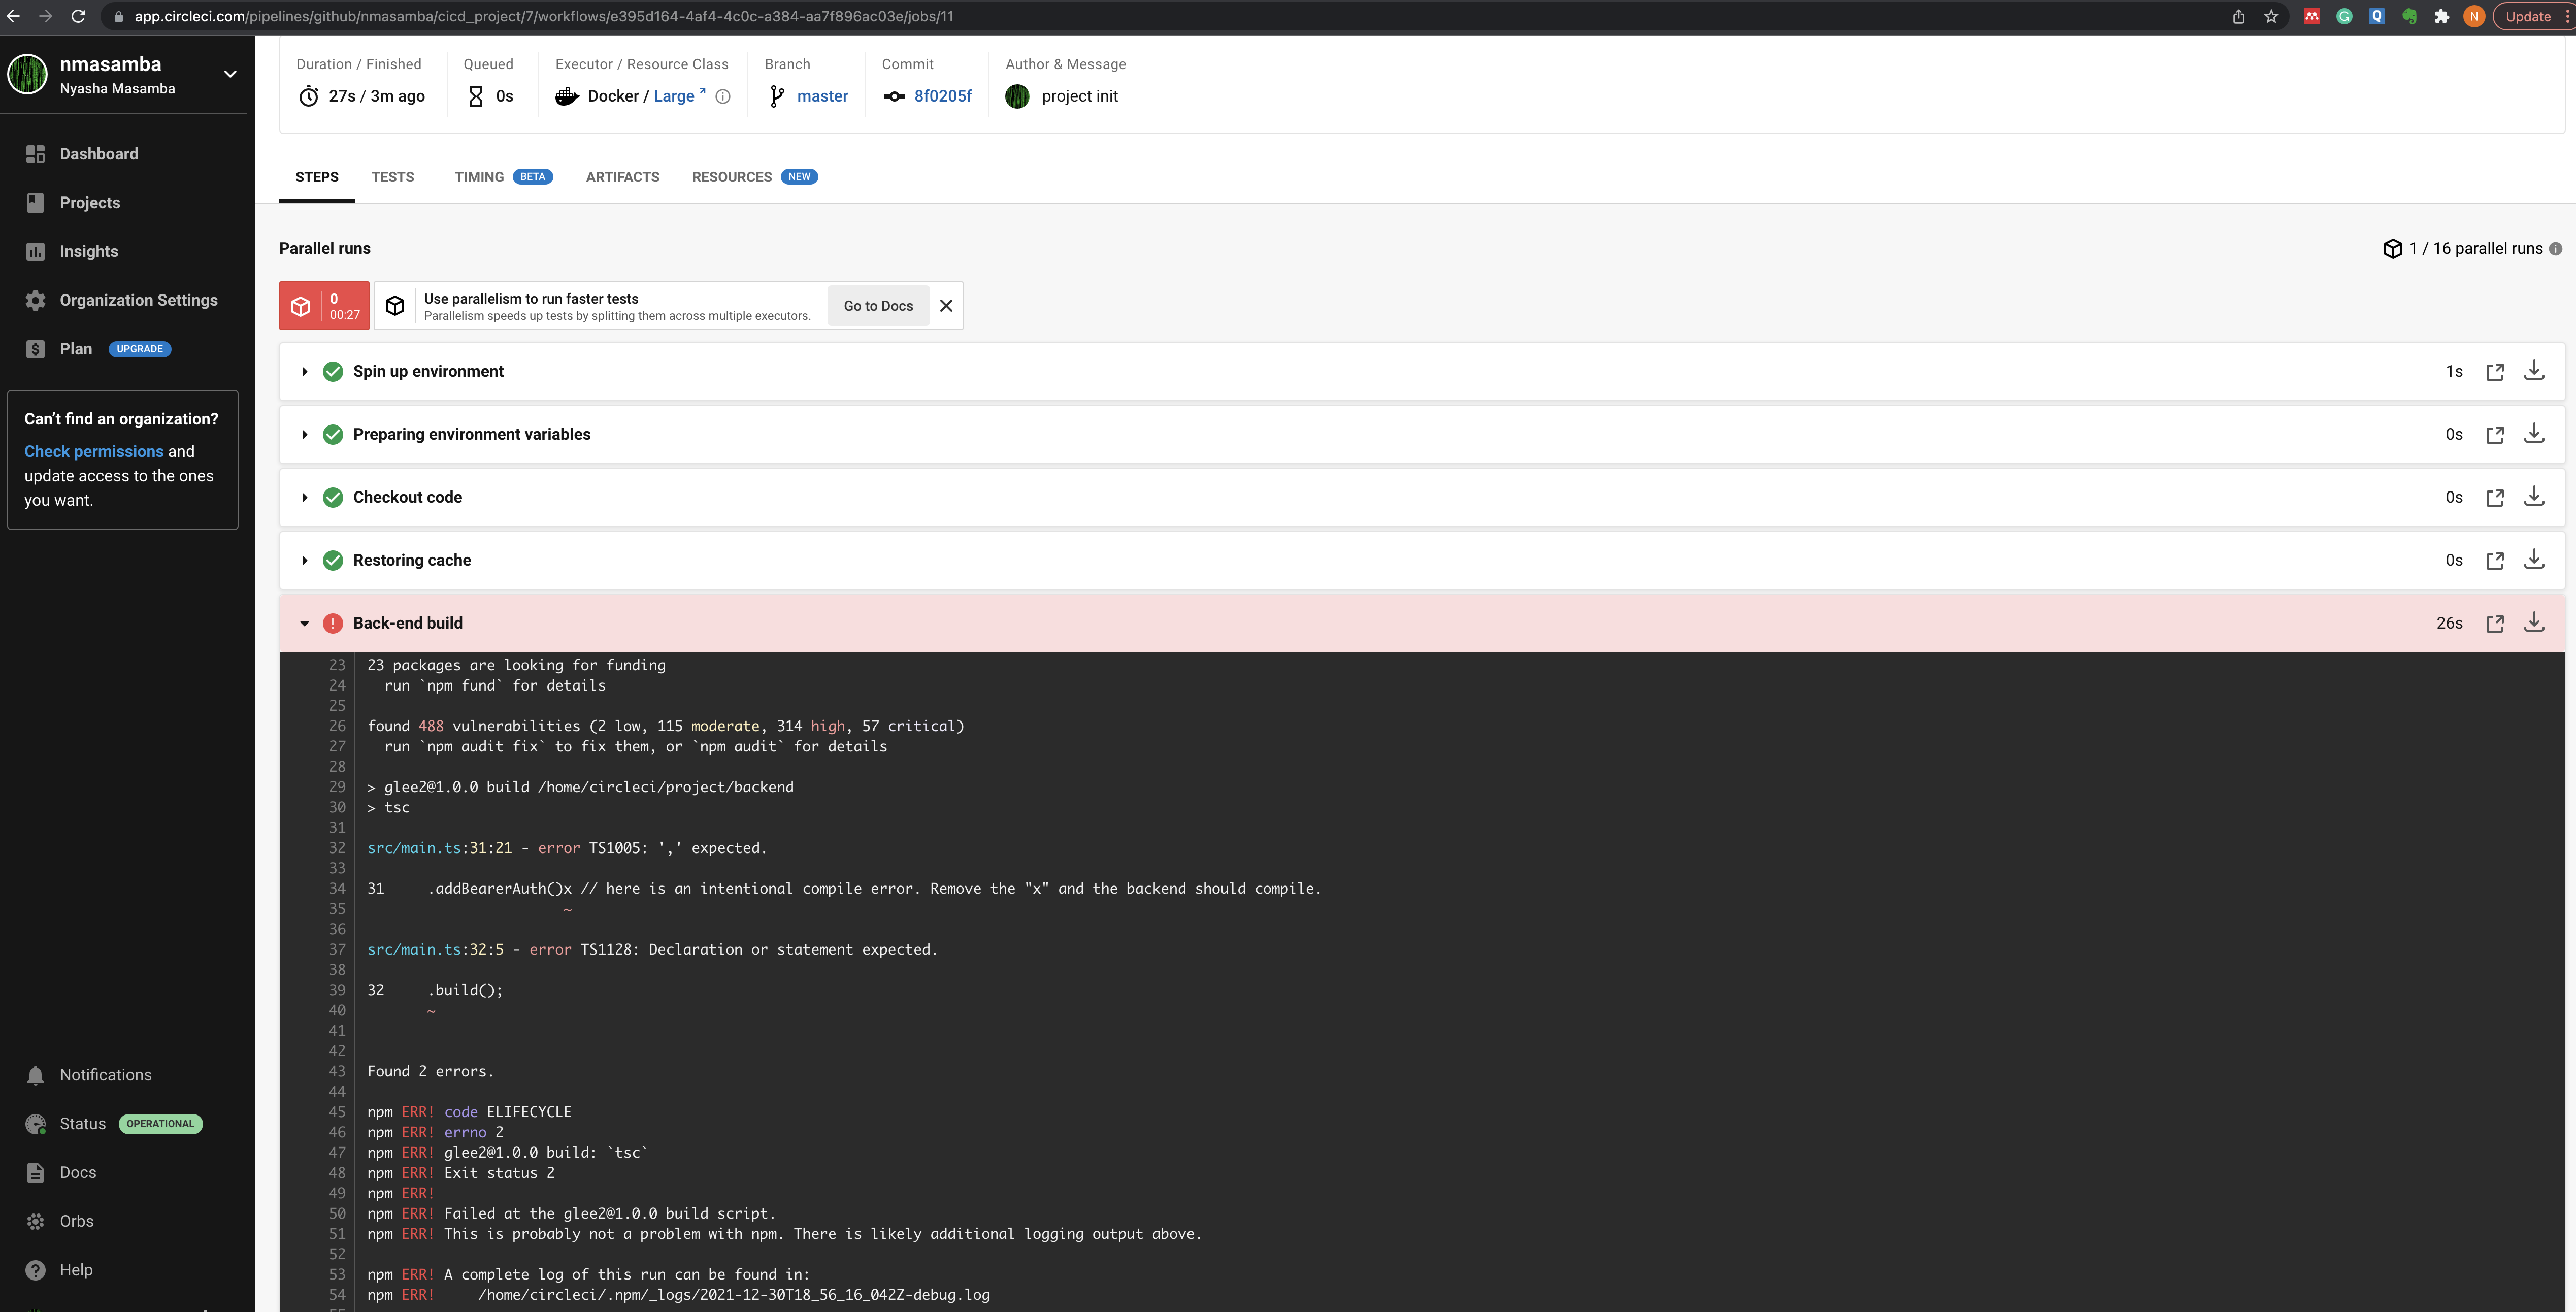 app.circleci.com/pipelines/github/nmasamba/cicd_project/7/workflows/e395d164-4af4-4c0c-a384-aa7f896ac03e/jobs/11
Q
N
Update
nmasamba
Nyasha Masamba
Dashboard
Projects
Insights
Organization Settings
Plan UPGRADE
Can't find an organization?
Check permissions and
update access to the ones
you want.
Notifications
Status OPERATIONAL
Docs
Orbs
Help
Duration / Finished Queued Executor / Resource Class Branch Commit Author & Message
27s / 3m ago 0s Docker / Large master 8f0205f project init
STEPS TESTS TIMING BETA ARTIFACTS RESOURCES NEW
Parallel runs 1 / 16 parallel runs
0
00:27
Use parallelism to run faster tests
Parallelism speeds up tests by splitting them across multiple executors.
Go to Docs
Spin up environment 1s
Preparing environment variables 0s
Checkout code 0s
Restoring cache 0s
Back-end build 26s
23 23 packages are looking for funding
24 run `npm fund` for details
25
26 found 488 vulnerabilities (2 low, 115 moderate, 314 high, 57 critical)
27 run `npm audit fix` to fix them, or `npm audit` for details
28
29 > glee2@1.0.0 build /home/circleci/project/backend
30 > tsc
31
32 src/main.ts:31:21 - error TS1005: ',' expected.
33
34 31 .addBearerAuth()x // here is an intentional compile error. Remove the "x" and the backend should compile.
35 ~
36
37 src/main.ts:32:5 - error TS1128: Declaration or statement expected.
38
39 32 .build();
40 ~
41
42
43 Found 2 errors.
44
45 npm ERR! code ELIFECYCLE
46 npm ERR! errno 2
47 npm ERR! glee2@1.0.0 build: `tsc`
48 npm ERR! Exit status 2
49 npm ERR!
50 npm ERR! Failed at the glee2@1.0.0 build script.
51 npm ERR! This is probably not a problem with npm. There is likely additional logging output above.
52
53 npm ERR! A complete log of this run can be found in:
54 npm ERR! /home/circleci/.npm/_logs/2021-12-30T18_56_16_042Z-debug.log